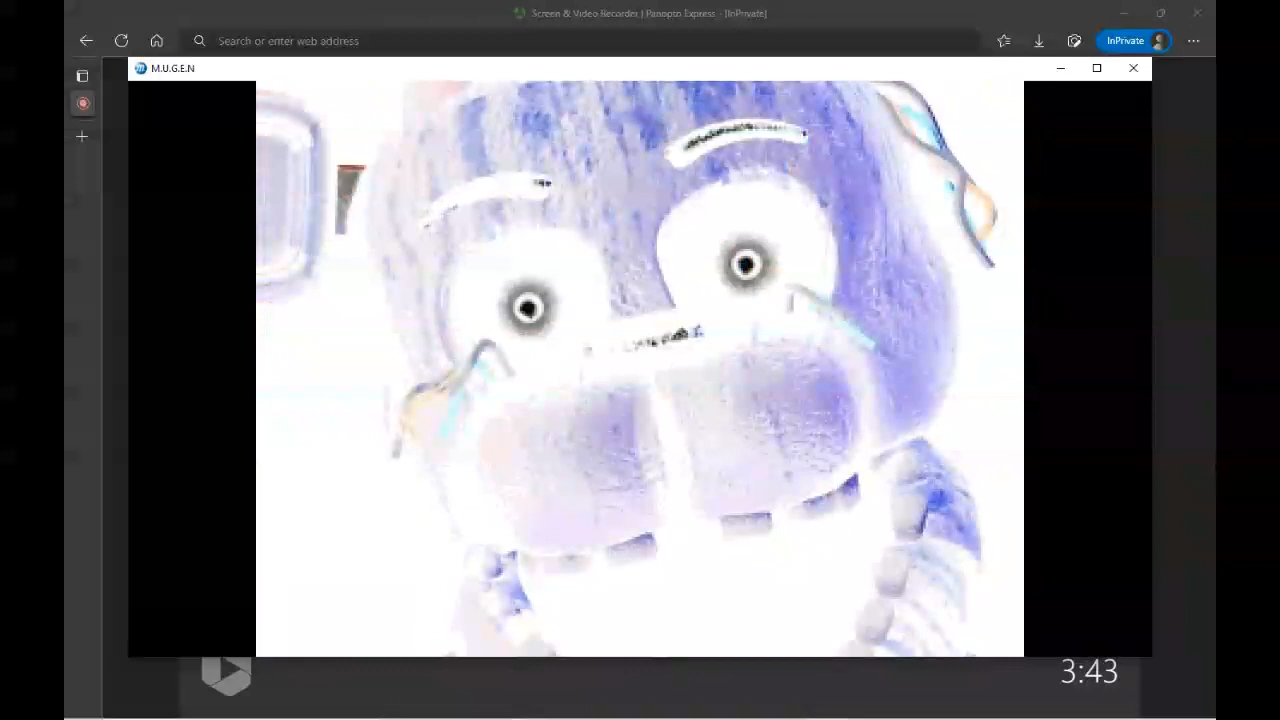 Screen & Video Recorder | Panopto Express - [InPrivate]
Search or enter web address
InPrivate
M.U.G.E.N
3:43